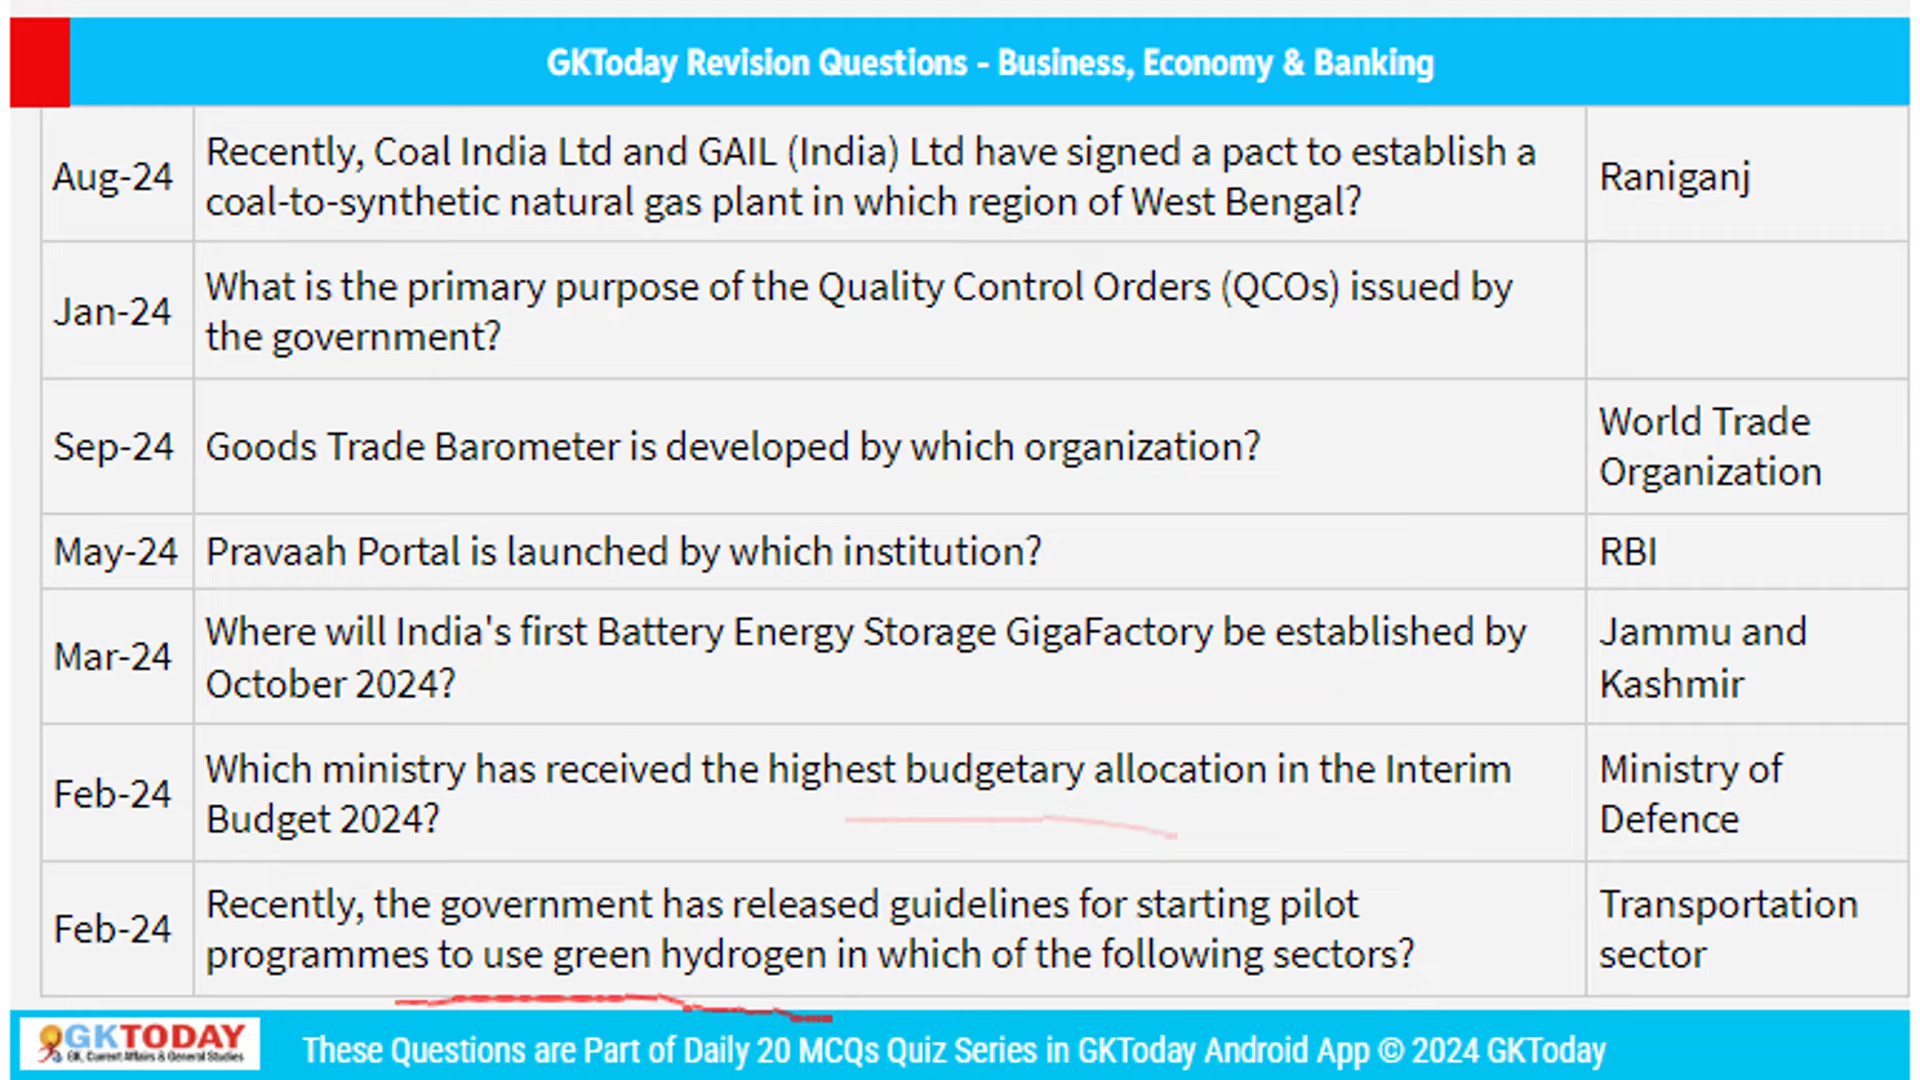 GKToday Revision Questions - Business, Economy & Banking
Aug-24
Recently, Coal India Ltd and GAIL (India) Ltd have signed a pact to establish a
coal-to-synthetic natural gas plant in which region of West Bengal?
Raniganj
Jan-24
What is the primary purpose of the Quality Control Orders (QCOs) issued by
the government?
Sep-24
Goods Trade Barometer is developed by which organization?
World Trade
Organization
May-24
Pravaah Portal is launched by which institution?
RBI
Mar-24
Where will India's first Battery Energy Storage GigaFactory be established by
October 2024?
Jammu and
Kashmir
Feb-24
Which ministry has received the highest budgetary allocation in the Interim
Budget 2024?
Ministry of
Defence
Feb-24
Recently, the government has released guidelines for starting pilot
programmes to use green hydrogen in which of the following sectors?
Transportation
sector
GKTODAY
GK, Current Affairs & General Studies
These Questions are Part of Daily 20 MCQs Quiz Series in GKToday Android App © 2024 GKToday